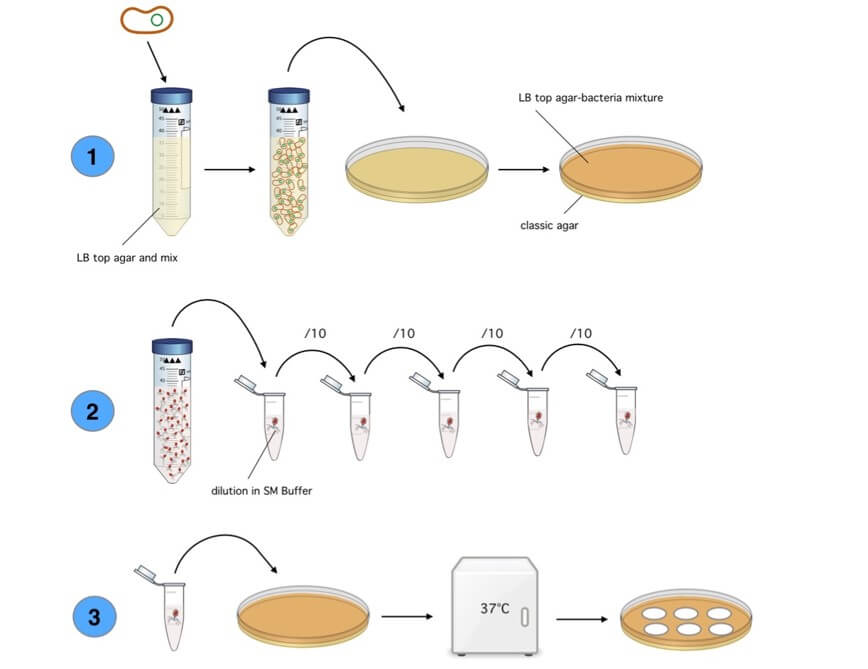 LB top agar-bacteria mixture
1
classic agar
LB top agar and mix
/10
/10
/10
/10
2
dilution in SM Buffer
3
37°C